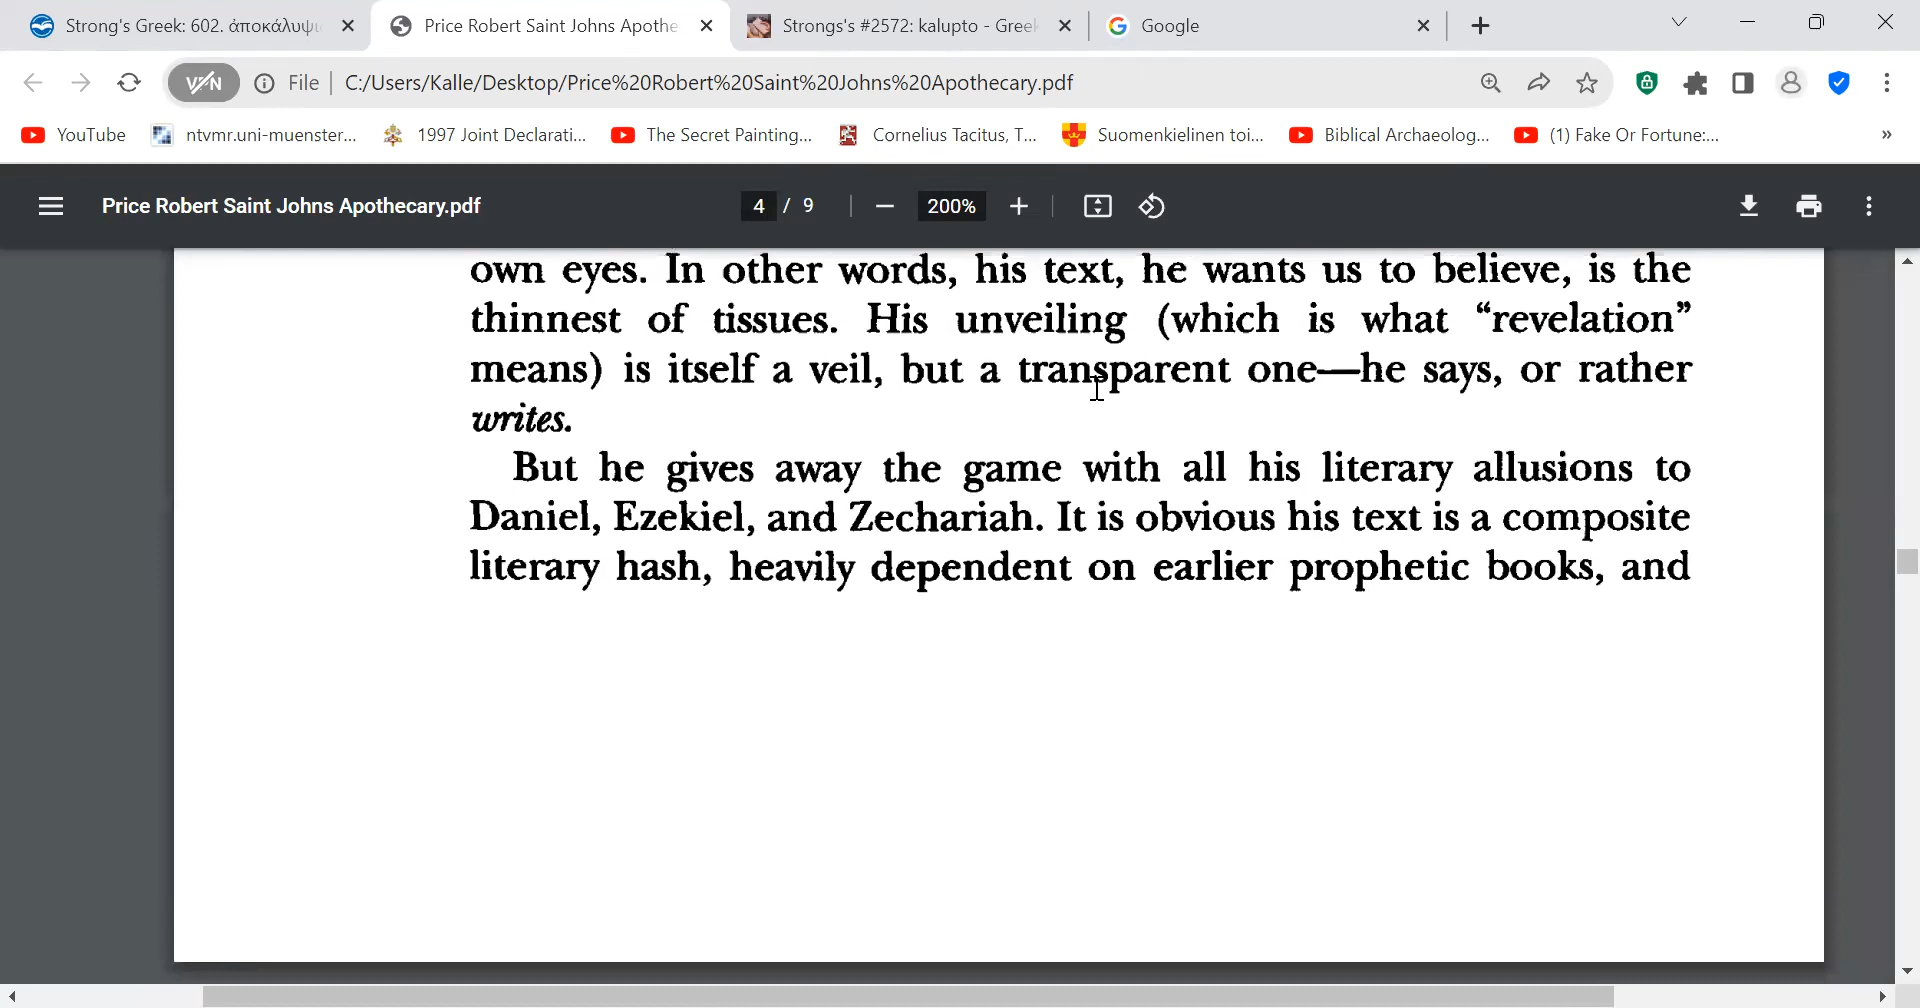 Strong's Greek: 602. ἀποκάλυψι
Price Robert Saint Johns Apothe
Strongs's #2572: kalupto - Greek
Google
VPN
File
C:/Users/Kalle/Desktop/Price%20Robert%20Saint%20Johns%20Apothecary.pdf
YouTube
ntvmr.uni-muenster...
1997 Joint Declarati...
The Secret Painting...
Cornelius Tacitus, T...
Suomenkielinen toi...
Biblical Archaeolog...
(1) Fake Or Fortune:...
»
Price Robert Saint Johns Apothecary.pdf
4 / 9
200%
own eyes. In other words, his text, he wants us to believe, is the
thinnest of tissues. His unveiling (which is what “revelation”
means) is itself a veil, but a transparent one—he says, or rather
writes.
But he gives away the game with all his literary allusions to
Daniel, Ezekiel, and Zechariah. It is obvious his text is a composite
literary hash, heavily dependent on earlier prophetic books, and